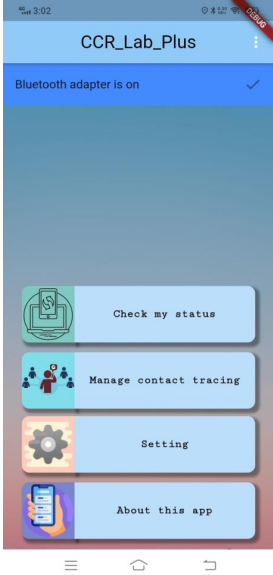 3:02
DEBUG
CCR_Lab_Plus
Bluetooth adapter is on
Check my status
Manage contact tracing
Setting
About this app